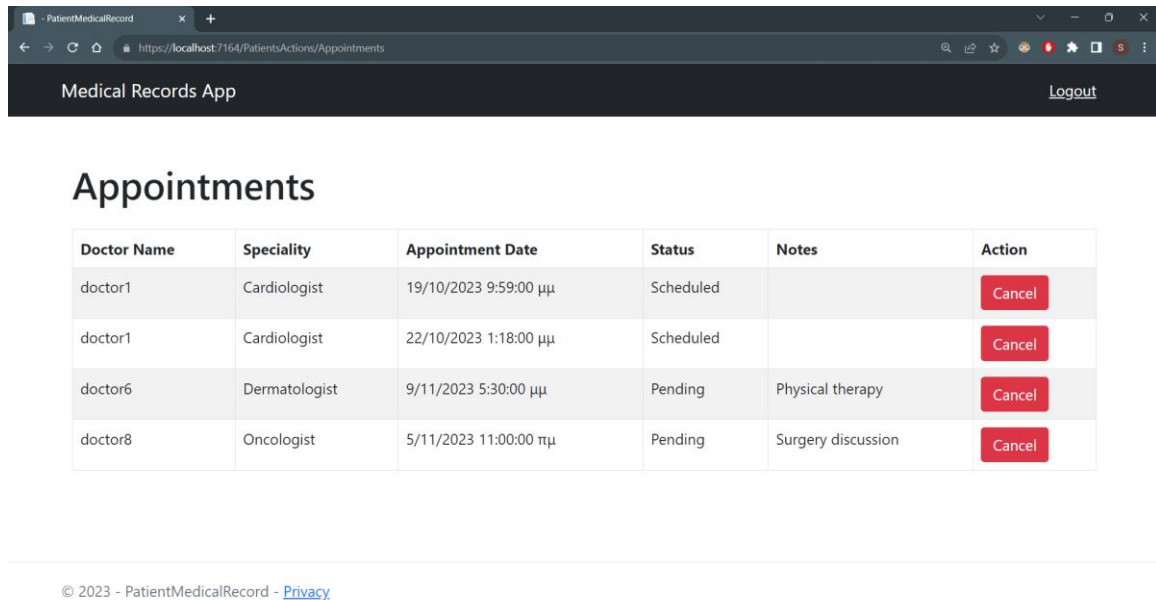 - PatientMedicalRecord
https://localhost:7164/PatientsActions/Appointments
S
Medical Records App Logout
Appointments
Doctor Name Speciality Appointment Date Status Notes Action
doctor1 Cardiologist 19/10/2023 9:59:00 μμ Scheduled Cancel
doctor1 Cardiologist 22/10/2023 1:18:00 μμ Scheduled Cancel
doctor6 Dermatologist 9/11/2023 5:30:00 μμ Pending Physical therapy Cancel
doctor8 Oncologist 5/11/2023 11:00:00 πμ Pending Surgery discussion Cancel
© 2023 - PatientMedicalRecord - Privacy